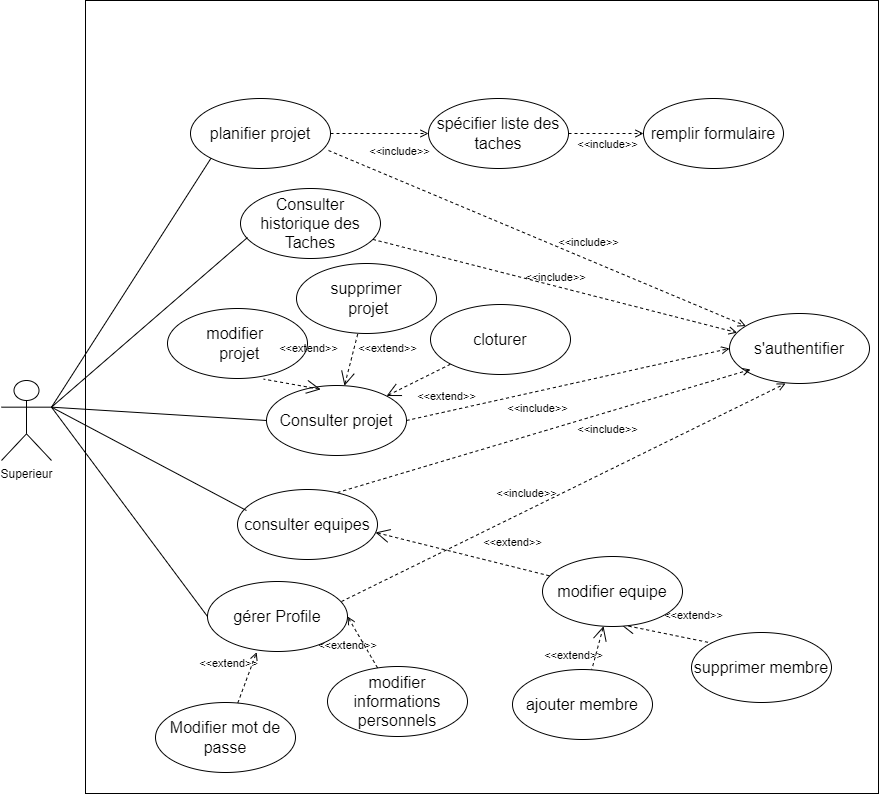 planifier projet
<<include>>
spécifier liste des
taches
<<include>>
remplir formulaire
Consulter
historique des
Taches
<<include>>
<<include>>
supprimer
projet
modifier
projet
<<extend>>
<<extend>>
cloturer
s'authentifier
Consulter projet
<<extend>>
<<include>>
<<include>>
Superieur
consulter equipes
<<include>>
<<extend>>
modifier equipe
gérer Profile
<<extend>>
<<extend>>
<<extend>>
<<extend>>
supprimer membre
modifier
informations
personnels
ajouter membre
Modifier mot de
passe